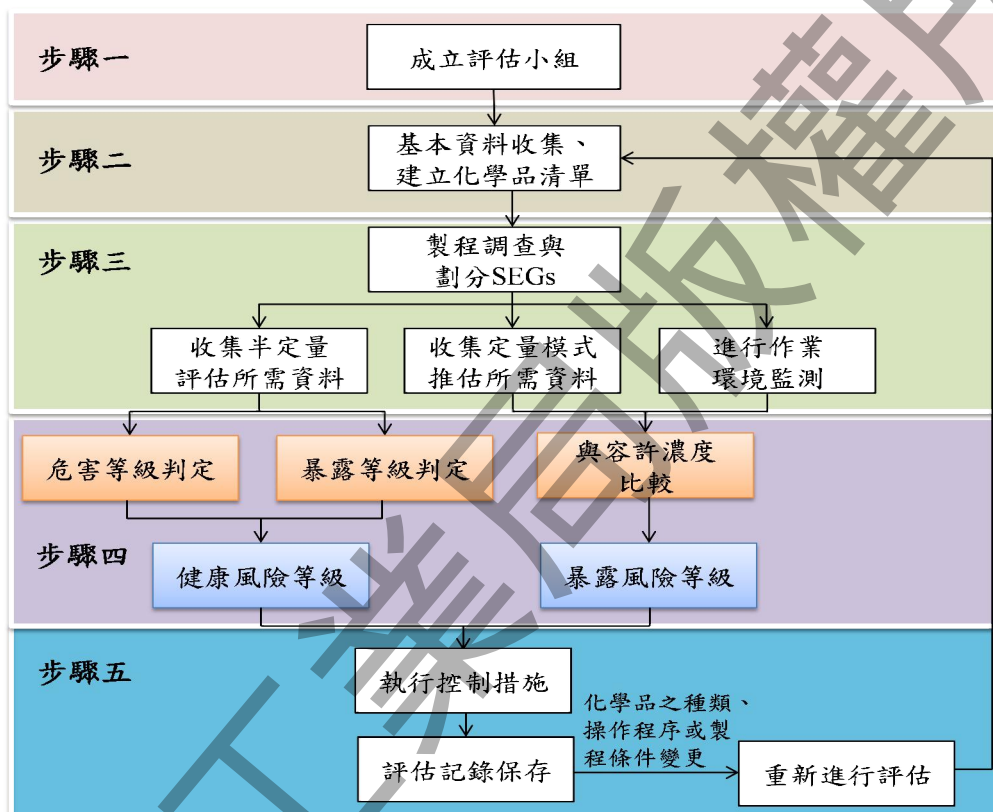 步驟一
成立評估小組
步驟二
基本資料收集、
建立化學品清單
步驟三
製程調查與
劃分SEGs
收集半定量
評估所需資料
收集定量模式
推估所需資料
進行作業
環境監測
危害等級判定
暴露等級判定
與容許濃度
比較
步驟四
健康風險等級
暴露風險等級
步驟五
執行控制措施
化學品之種類、
操作程序或製
程條件變更
評估記錄保存
重新進行評估
工業局版權